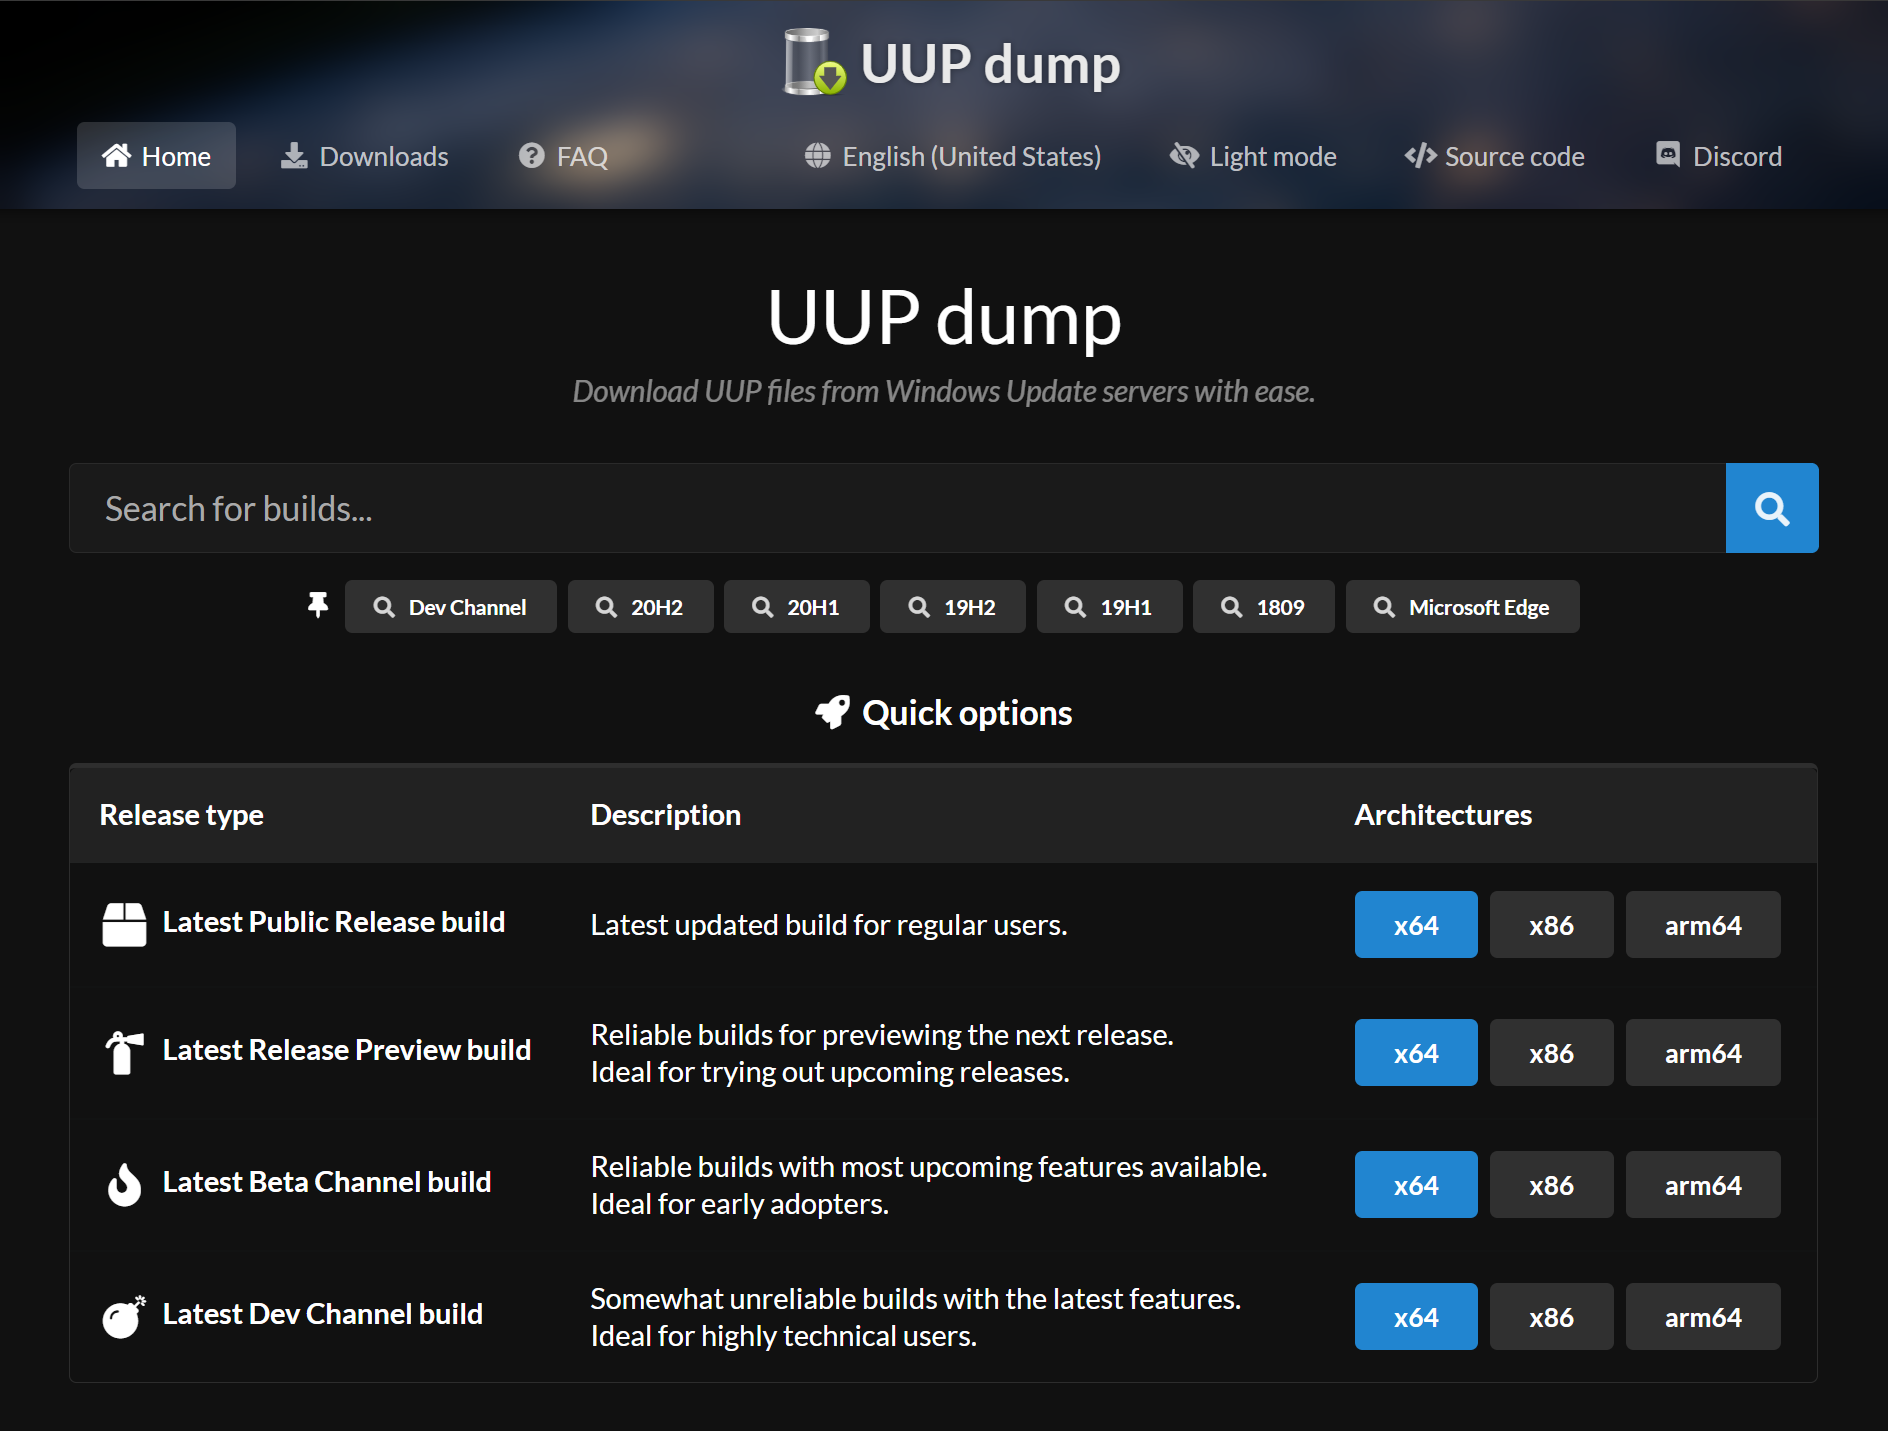 UUP dump
Home Downloads FAQ English (United States) Light mode Source code Discord
UUP dump
Download UUP files from Windows Update servers with ease.
Search for builds...
Dev Channel 20H2 20H1 19H2 19H1 1809 Microsoft Edge
Quick options
Release type Description Architectures
Latest Public Release build Latest updated build for regular users. x64 x86 arm64
Latest Release Preview build Reliable builds for previewing the next release.
Ideal for trying out upcoming releases. x64 x86 arm64
Latest Beta Channel build Reliable builds with most upcoming features available.
Ideal for early adopters. x64 x86 arm64
Latest Dev Channel build Somewhat unreliable builds with the latest features.
Ideal for highly technical users. x64 x86 arm64